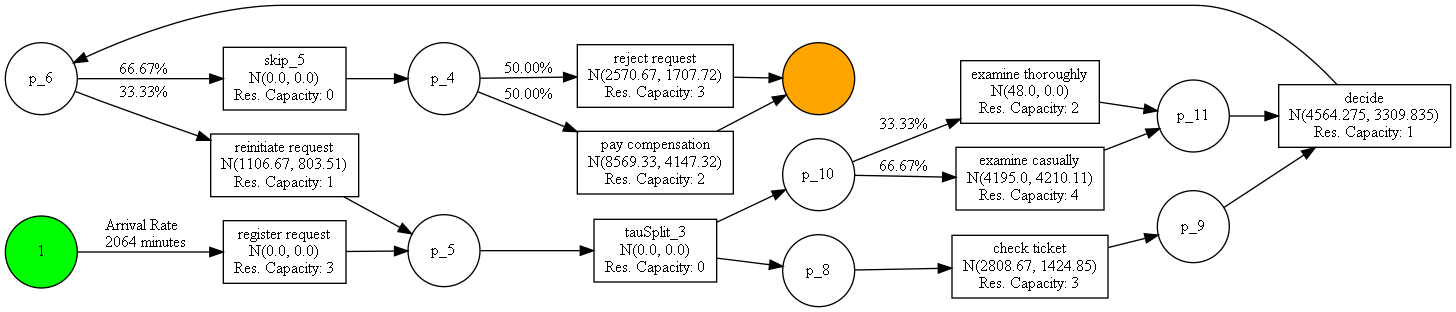 p_6
66.67%
33.33%
skip_5
N(0.0, 0.0)
Res. Capacity: 0
p_4
50.00%
50.00%
reject request
N(2570.67, 1707.72)
Res. Capacity: 3
pay compensation
N(8569.33, 4147.32)
Res. Capacity: 2
reinitiate request
N(1106.67, 803.51)
Res. Capacity: 1
1
Arrival Rate
2064 minutes
register request
N(0.0, 0.0)
Res. Capacity: 3
p_5
tauSplit_3
N(0.0, 0.0)
Res. Capacity: 0
p_10
33.33%
66.67%
p_8
examine thoroughly
N(48.0, 0.0)
Res. Capacity: 2
examine casually
N(4195.0, 4210.11)
Res. Capacity: 4
check ticket
N(2808.67, 1424.85)
Res. Capacity: 3
p_11
p_9
decide
N(4564.275, 3309.835)
Res. Capacity: 1